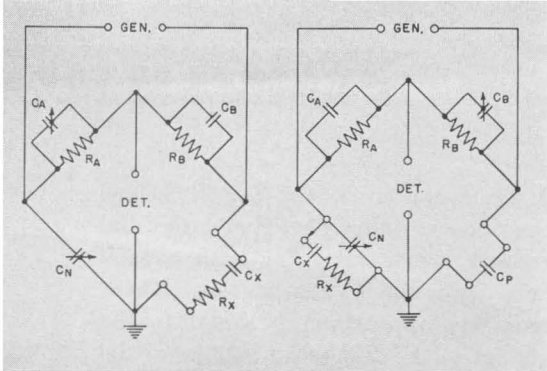 GEN.
CA
CB
RA
RB
DET.
CN
CX
RX
GEN.
CA
CB
RA
RB
DET.
CN
CX
RX
CP